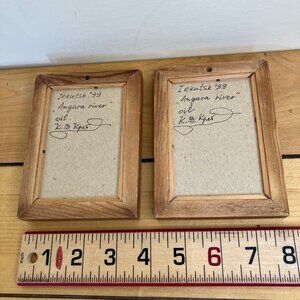 Irkutsk '99
Angara river
oil
Irkutsk '99
"Angara river"
oil
1 2 3 4 5 6 7 8